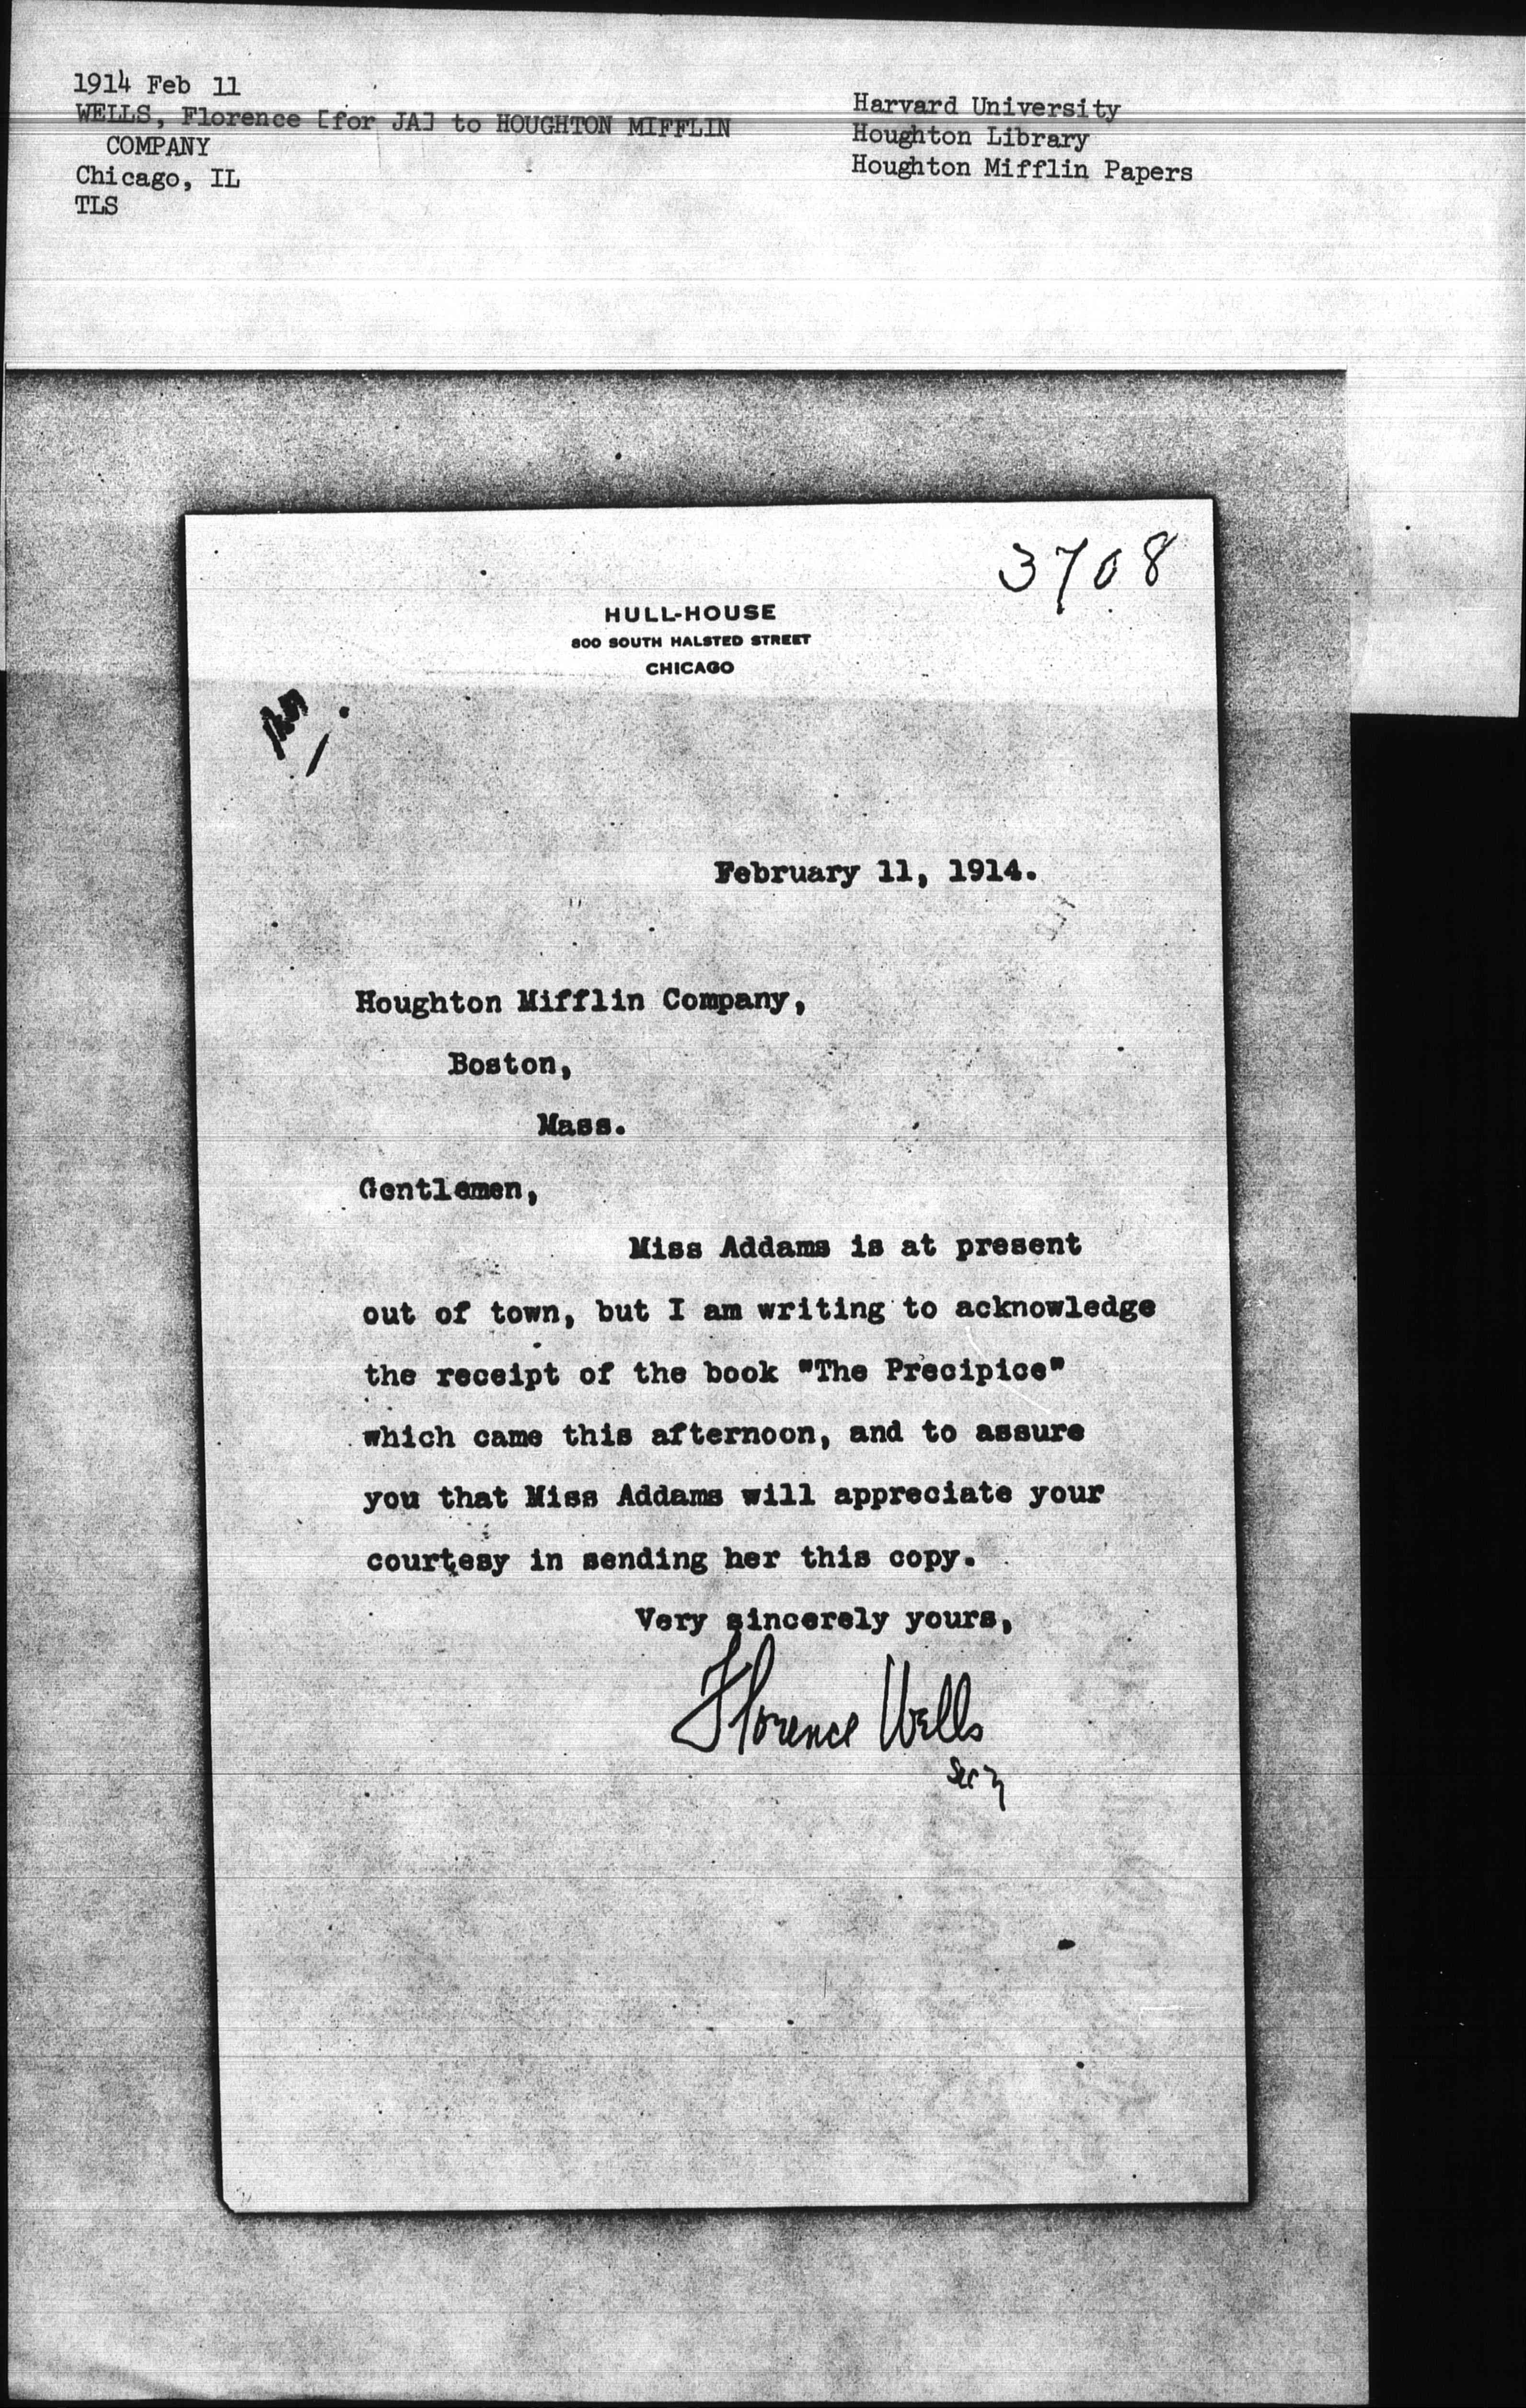 1914 Feb 11
WELLS, Florence [for JA] to HOUGHTON MIFFLIN
COMPANY
Chicago, IL
TLS
Harvard University
Houghton Library
Houghton Mifflin Papers
3708
HULL-HOUSE
800 SOUTH HALSTED STREET
CHICAGO
February 11, 1914.
Houghton Mifflin Company,
Boston,
Mass.
Gentlemen,
Miss Addams is at present
out of town, but I am writing to acknowledge
the receipt of the book "The Precipice"
which came this afternoon, and to assure
you that Miss Addams will appreciate your
courtesy in sending her this copy.
Very sincerely yours,
Florence Wells
Sec'y